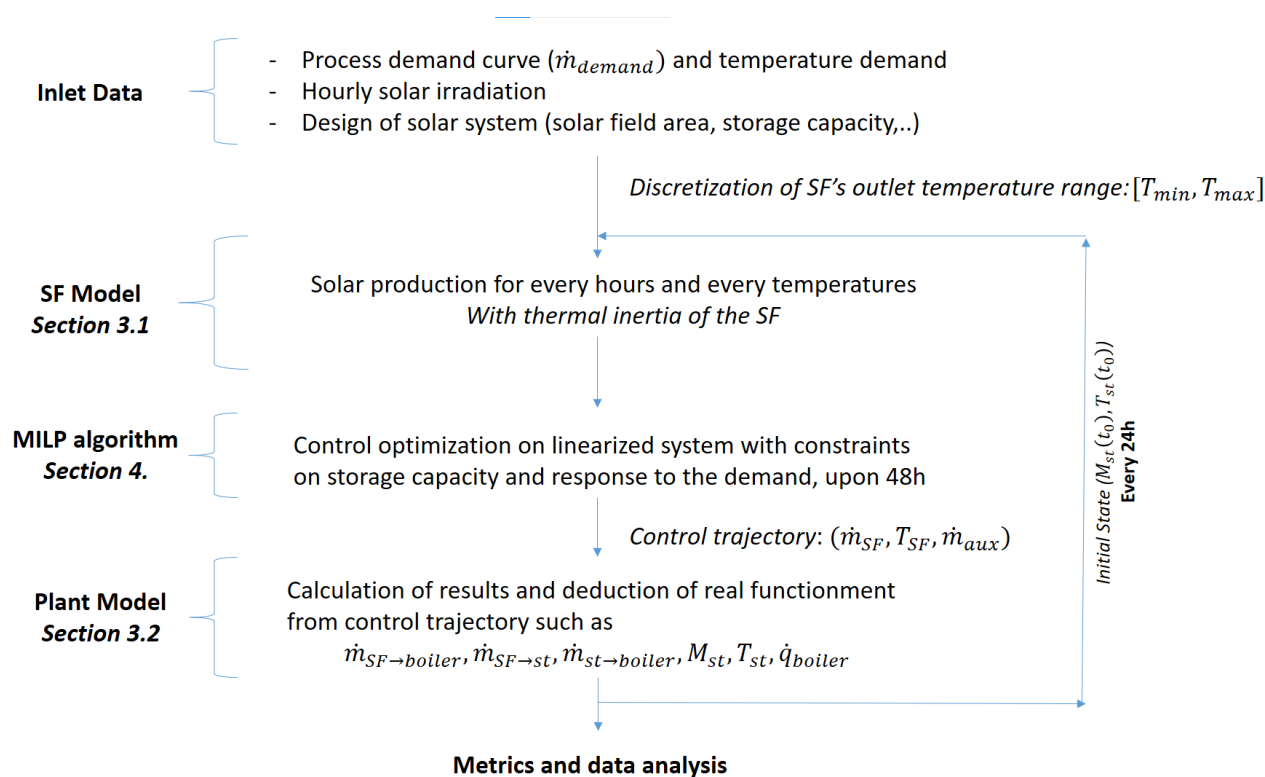 Inlet Data
- Process demand curve (ṁ_demand) and temperature demand
- Hourly solar irradiation
- Design of solar system (solar field area, storage capacity,..)
Discretization of SF's outlet temperature range: [T_min, T_max]
SF Model
Section 3.1
Solar production for every hours and every temperatures
With thermal inertia of the SF
MILP algorithm
Section 4.
Control optimization on linearized system with constraints
on storage capacity and response to the demand, upon 48h
Control trajectory: (ṁ_SF, T_SF, ṁ_aux)
Plant Model
Section 3.2
Calculation of results and deduction of real functionment
from control trajectory such as
ṁ_SF→boiler, ṁ_SF→st, ṁ_st→boiler, M_st, T_st, q̇_boiler
Initial State (M_st(t_0), T_st(t_0))
Every 24h
Metrics and data analysis